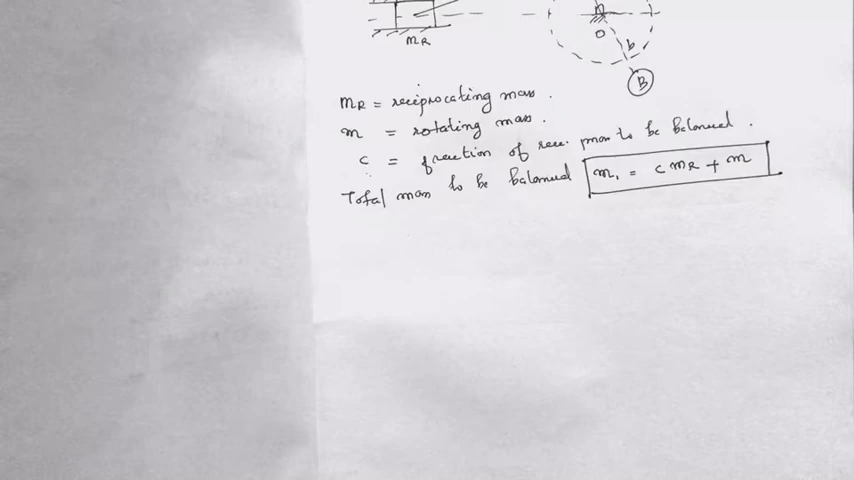 mR
O
b
B
mR = reciprocating mass.
m = rotating mass.
c = fraction of reci. mass to be balanced.
Total mass to be balanced m₁ = c mR + m